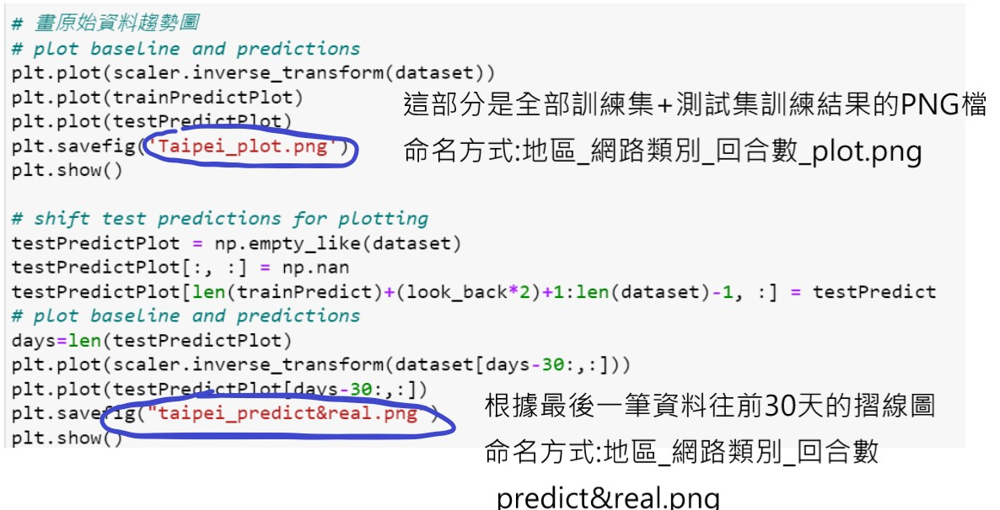 # 畫原始資料趨勢圖
# plot baseline and predictions
plt.plot(scaler.inverse_transform(dataset))
plt.plot(trainPredictPlot)
plt.plot(testPredictPlot)
plt.savefig('Taipei_plot.png')
plt.show()
這部分是全部訓練集+測試集訓練結果的PNG檔
命名方式:地區_網路類別_回合數_plot.png
# shift test predictions for plotting
testPredictPlot = np.empty_like(dataset)
testPredictPlot[:, :] = np.nan
testPredictPlot[len(trainPredict)+(look_back*2)+1:len(dataset)-1, :] = testPredict
# plot baseline and predictions
days=len(testPredictPlot)
plt.plot(scaler.inverse_transform(dataset[days-30:,:]))
plt.plot(testPredictPlot[days-30:,:])
plt.savefig("taipei_predict&real.png")
plt.show()
根據最後一筆資料往前30天的摺線圖
命名方式:地區_網路類別_回合數
predict&real.png